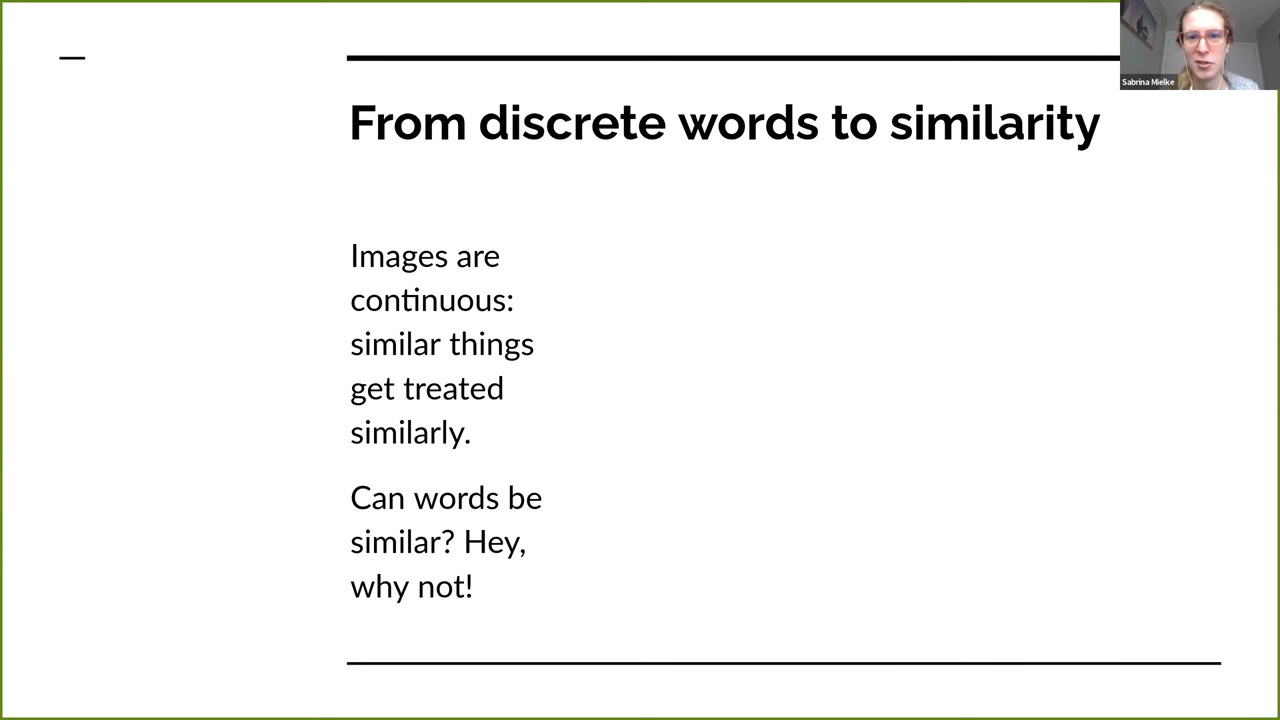 Sabrina Mielke
From discrete words to similarity
Images are
continuous:
similar things
get treated
similarly.
Can words be
similar? Hey,
why not!